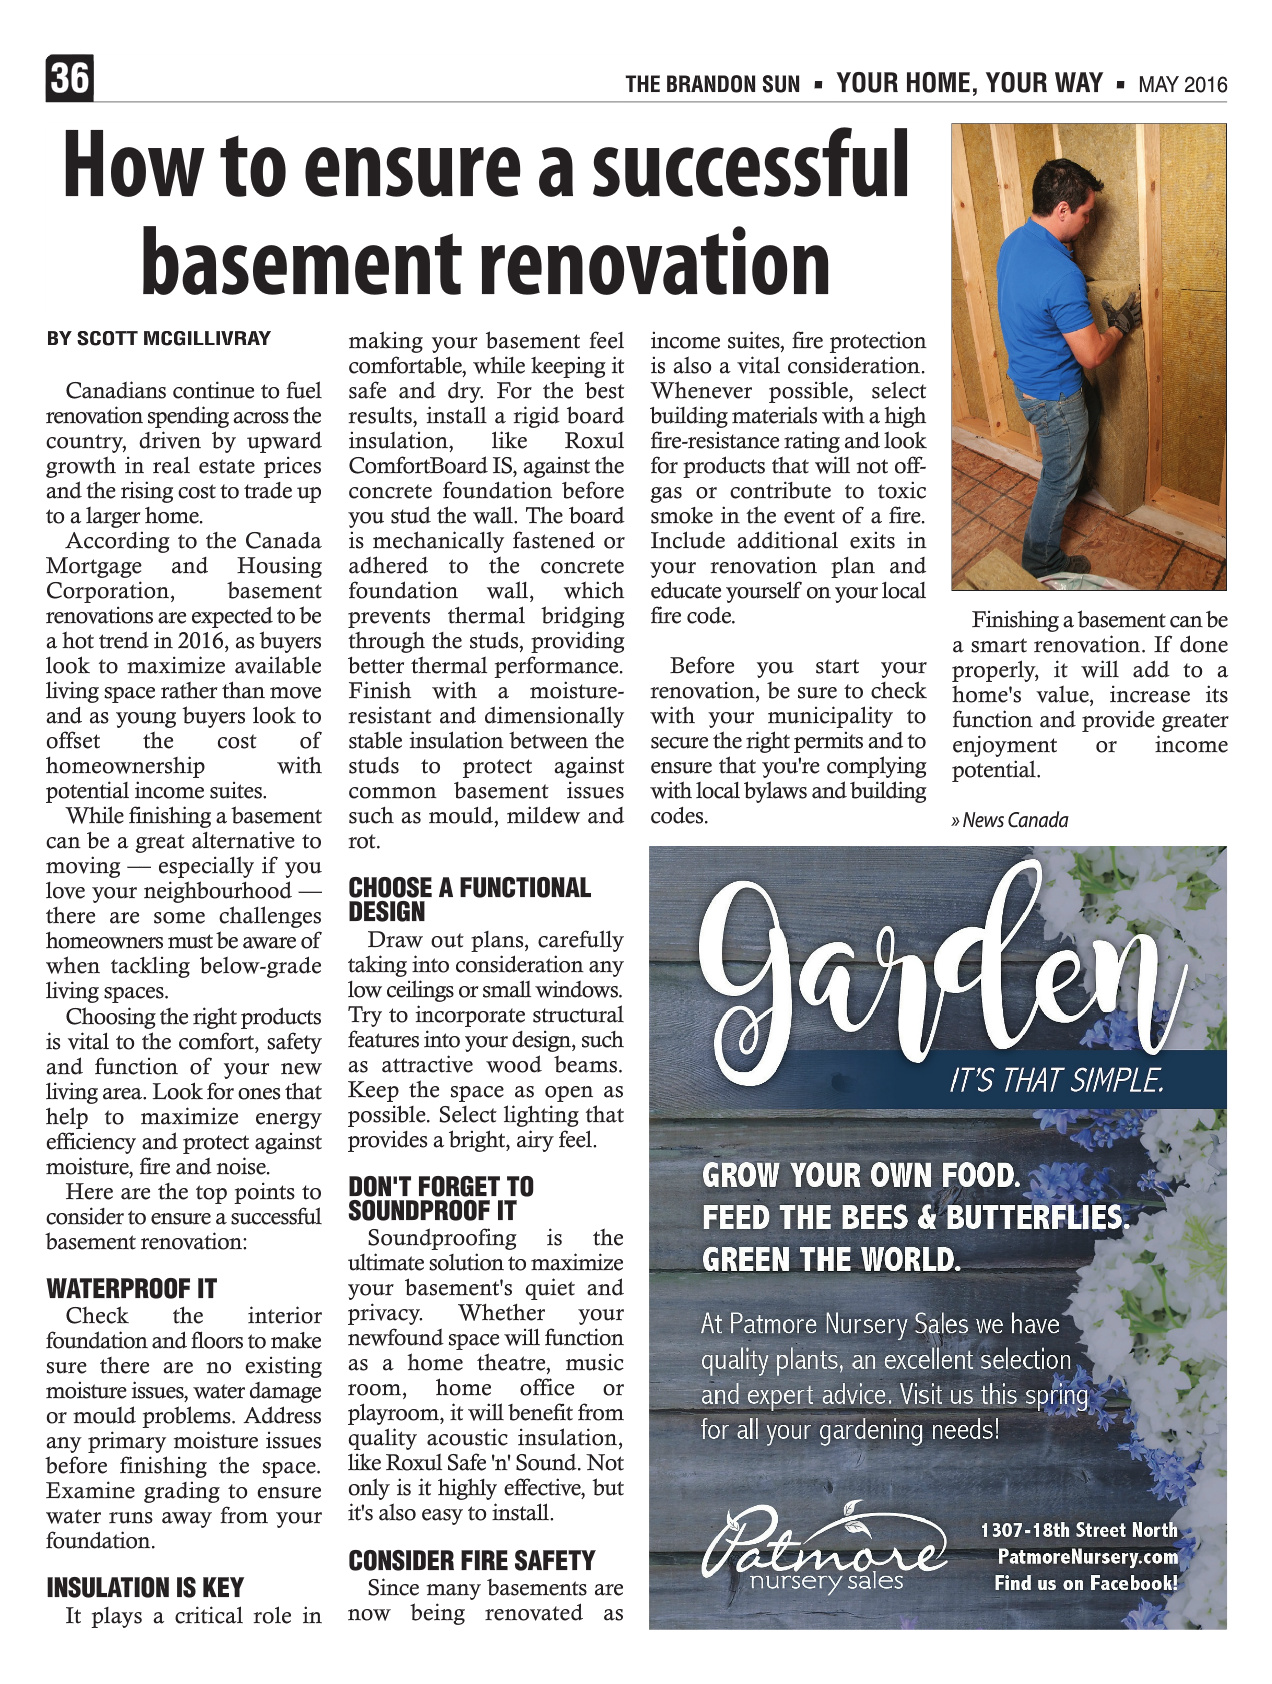 36
THE BRANDON SUN ▪ YOUR HOME, YOUR WAY ▪ MAY 2016
How to ensure a successful
basement renovation
BY SCOTT MCGILLIVRAY
Canadians continue to fuel
renovation spending across the
country, driven by upward
growth in real estate prices
and the rising cost to trade up
to a larger home.
According to the Canada
Mortgage and Housing
Corporation, basement
renovations are expected to be
a hot trend in 2016, as buyers
look to maximize available
living space rather than move
and as young buyers look to
offset the cost of
homeownership with
potential income suites.
While finishing a basement
can be a great alternative to
moving — especially if you
love your neighbourhood —
there are some challenges
homeowners must be aware of
when tackling below-grade
living spaces.
Choosing the right products
is vital to the comfort, safety
and function of your new
living area. Look for ones that
help to maximize energy
efficiency and protect against
moisture, fire and noise.
Here are the top points to
consider to ensure a successful
basement renovation:
WATERPROOF IT
Check the interior
foundation and floors to make
sure there are no existing
moisture issues, water damage
or mould problems. Address
any primary moisture issues
before finishing the space.
Examine grading to ensure
water runs away from your
foundation.
INSULATION IS KEY
It plays a critical role in
making your basement feel
comfortable, while keeping it
safe and dry. For the best
results, install a rigid board
insulation, like Roxul
ComfortBoard IS, against the
concrete foundation before
you stud the wall. The board
is mechanically fastened or
adhered to the concrete
foundation wall, which
prevents thermal bridging
through the studs, providing
better thermal performance.
Finish with a moisture-
resistant and dimensionally
stable insulation between the
studs to protect against
common basement issues
such as mould, mildew and
rot.
CHOOSE A FUNCTIONAL
DESIGN
Draw out plans, carefully
taking into consideration any
low ceilings or small windows.
Try to incorporate structural
features into your design, such
as attractive wood beams.
Keep the space as open as
possible. Select lighting that
provides a bright, airy feel.
DON'T FORGET TO
SOUNDPROOF IT
Soundproofing is the
ultimate solution to maximize
your basement's quiet and
privacy. Whether your
newfound space will function
as a home theatre, music
room, home office or
playroom, it will benefit from
quality acoustic insulation,
like Roxul Safe 'n' Sound. Not
only is it highly effective, but
it's also easy to install.
CONSIDER FIRE SAFETY
Since many basements are
now being renovated as
income suites, fire protection
is also a vital consideration.
Whenever possible, select
building materials with a high
fire-resistance rating and look
for products that will not off-
gas or contribute to toxic
smoke in the event of a fire.
Include additional exits in
your renovation plan and
educate yourself on your local
fire code.
Before you start your
renovation, be sure to check
with your municipality to
secure the right permits and to
ensure that you're complying
with local bylaws and building
codes.
Finishing a basement can be
a smart renovation. If done
properly, it will add to a
home's value, increase its
function and provide greater
enjoyment or income
potential.
» News Canada
Garden
IT'S THAT SIMPLE.
GROW YOUR OWN FOOD.
FEED THE BEES & BUTTERFLIES.
GREEN THE WORLD.
At Patmore Nursery Sales we have
quality plants, an excellent selection
and expert advice. Visit us this spring
for all your gardening needs!
Patmore
nursery sales
1307-18th Street North
PatmoreNursery.com
Find us on Facebook!